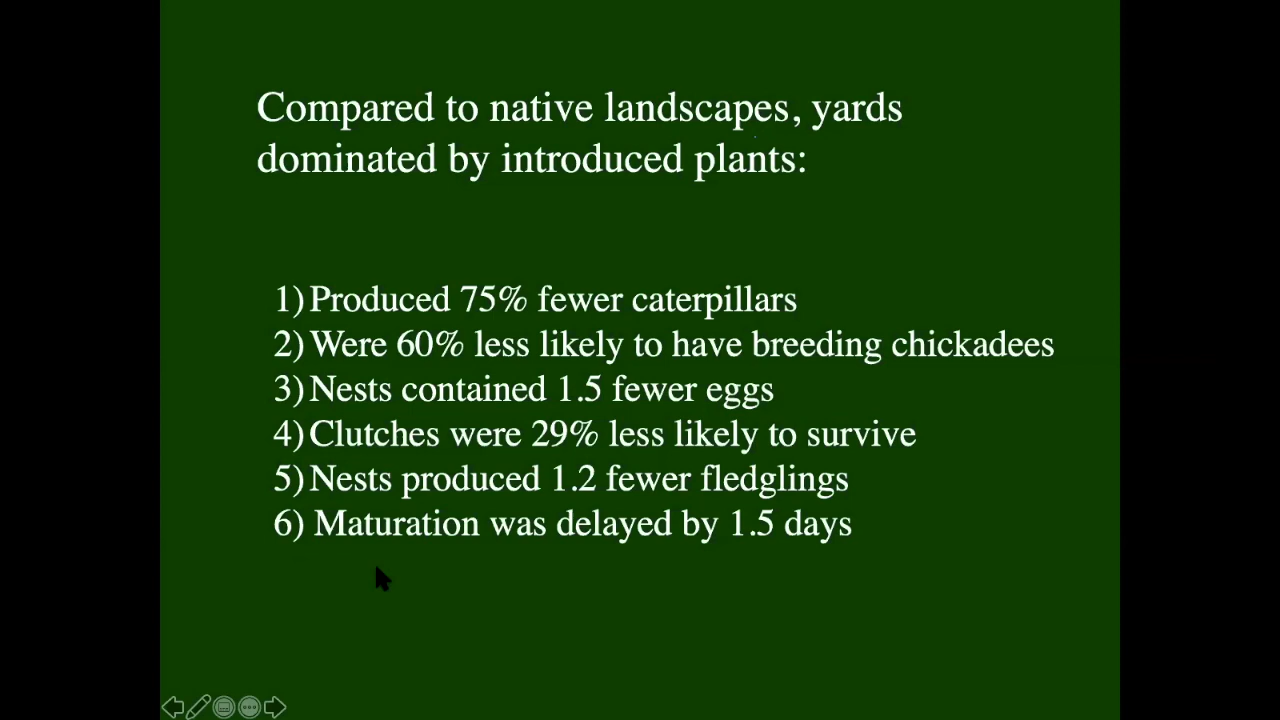 Compared to native landscapes, yards
dominated by introduced plants:
1) Produced 75% fewer caterpillars
2) Were 60% less likely to have breeding chickadees
3) Nests contained 1.5 fewer eggs
4) Clutches were 29% less likely to survive
5) Nests produced 1.2 fewer fledglings
6) Maturation was delayed by 1.5 days